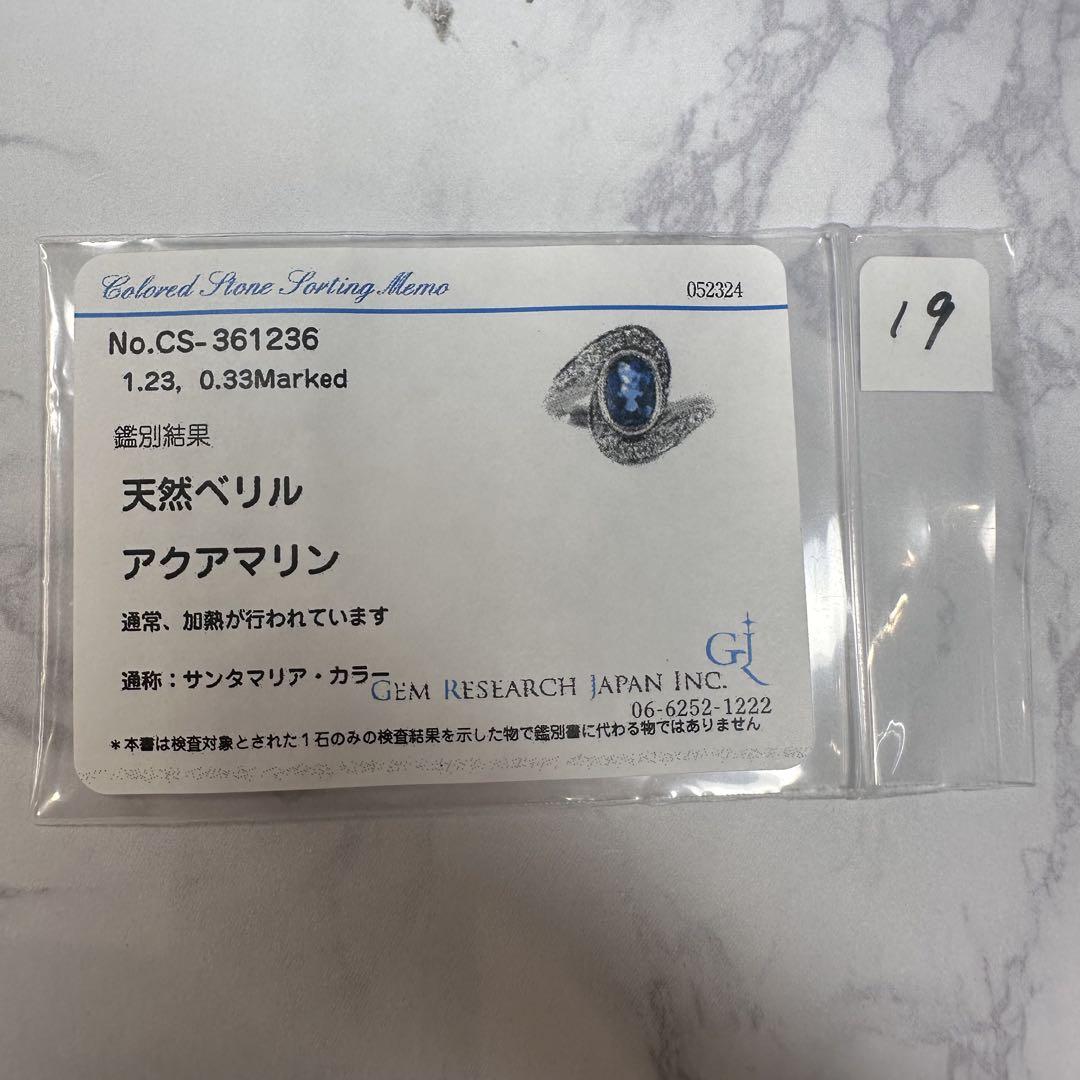 Colored Stone Sorting Memo
052324
No.CS-361236
1.23, 0.33Marked
鑑別結果
天然ベリル
アクアマリン
通常、加熱が行われています
通称：サンタマリア・カラー
GJ
GEM RESEARCH JAPAN INC.
06-6252-1222
＊本書は検査対象とされた１石のみの検査結果を示した物で鑑別書に代わる物ではありません
19